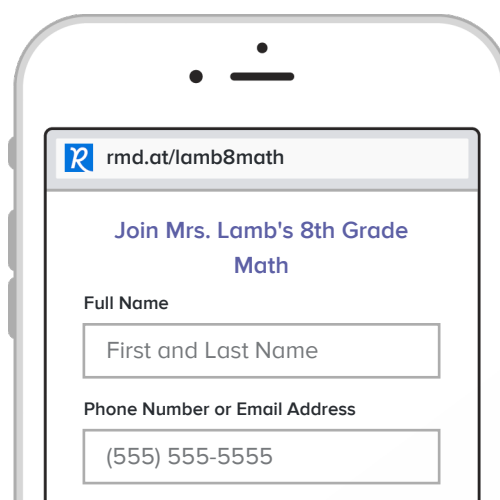 rmd.at/lamb8math
Join Mrs. Lamb's 8th Grade
Math
Full Name
First and Last Name
Phone Number or Email Address
(555) 555-5555